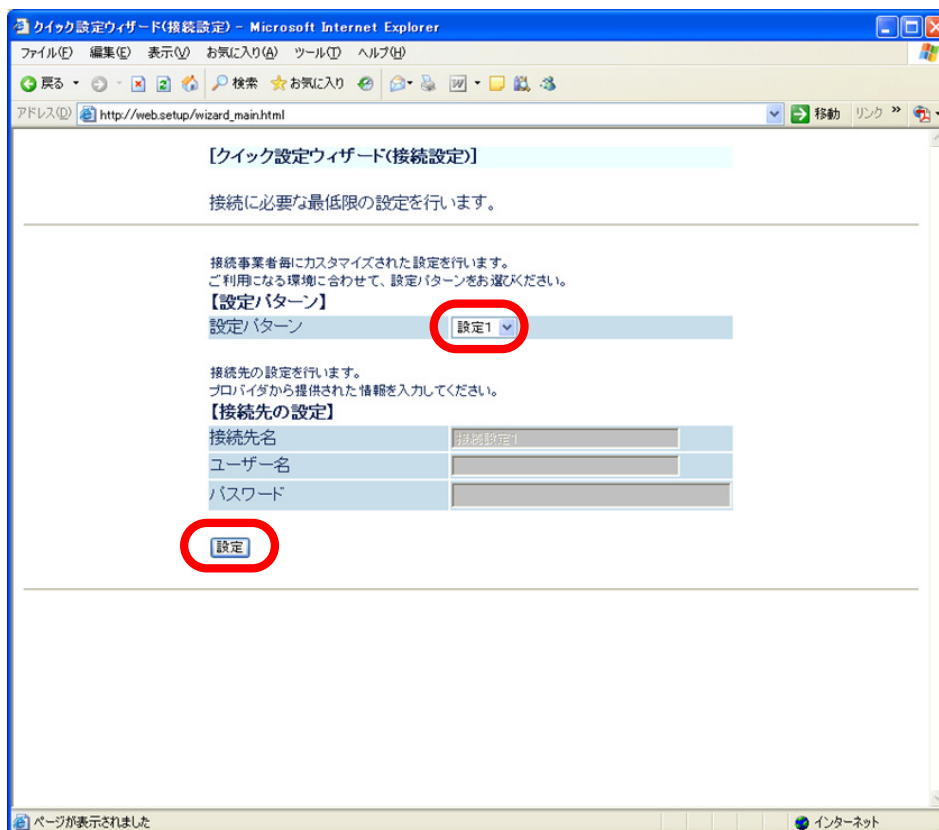 クイック設定ウィザード(接続設定) - Microsoft Internet Explorer
ファイル(F) 編集(E) 表示(V) お気に入り(A) ツール(T) ヘルプ(H)
戻る 検索 お気に入り
アドレス(D) http://web.setup/wizard_main.html 移動 リンク »
[クイック設定ウィザード(接続設定)]
接続に必要な最低限の設定を行います。
接続事業者毎にカスタマイズされた設定を行います。
ご利用になる環境に合わせて、設定パターンをお選びください。
【設定パターン】
設定パターン 設定1
接続先の設定を行います。
プロバイダから提供された情報を入力してください。
【接続先の設定】
接続先名 接続設定1
ユーザー名
パスワード
設定
ページが表示されました インターネット